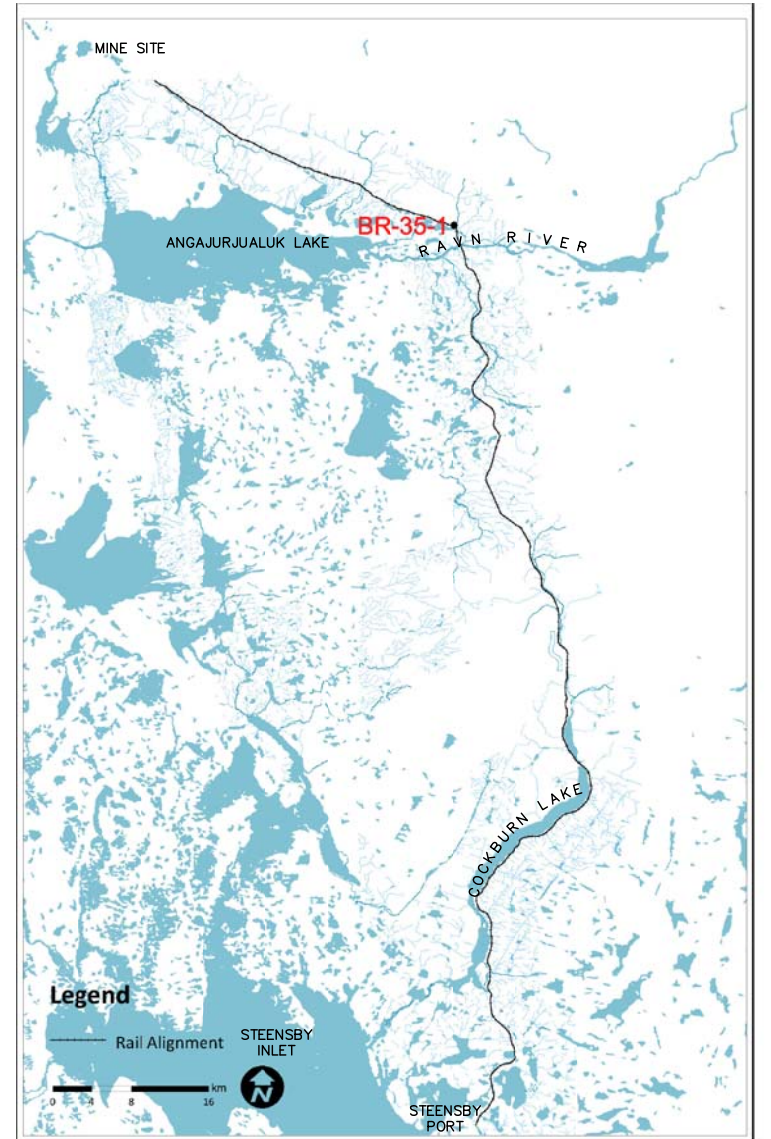 MINE SITE
BR-35-1
ANGAJURJUALUK LAKE
RAVN RIVER
COCKBURN LAKE
Legend
Rail Alignment
STEENSBY
INLET
km
0 4 8 16
N
STEENSBY
PORT